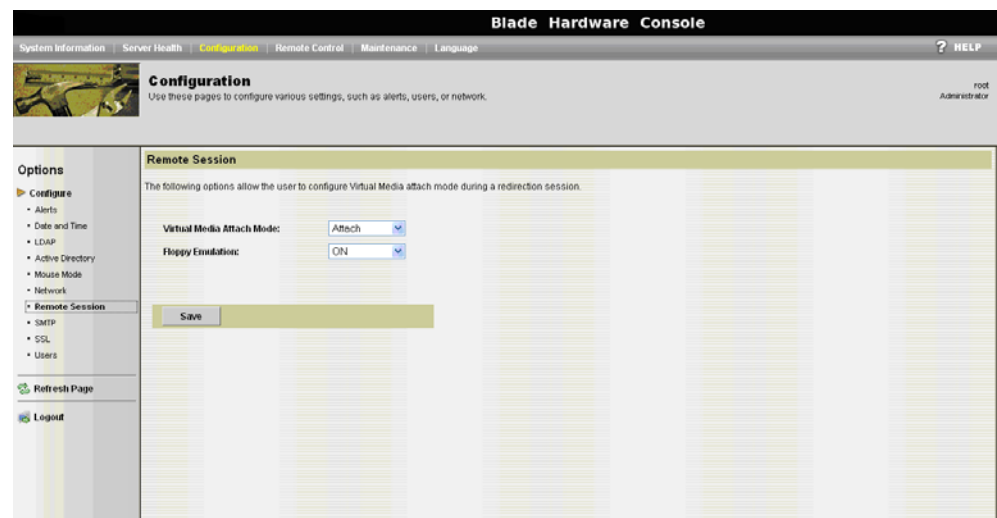 Blade Hardware Console
System Information | Server Health | Configuration | Remote Control | Maintenance | Language
? HELP
Configuration
Use these pages to configure various settings, such as alerts, users, or network.
root
Administrator
Options
Configure
• Alerts
• Date and Time
• LDAP
• Active Directory
• Mouse Mode
• Network
• Remote Session
• SMTP
• SSL
• Users
Refresh Page
Logout
Remote Session
The following options allow the user to configure Virtual Media attach mode during a redirection session.
Virtual Media Attach Mode: Attach
Floppy Emulation: ON
Save